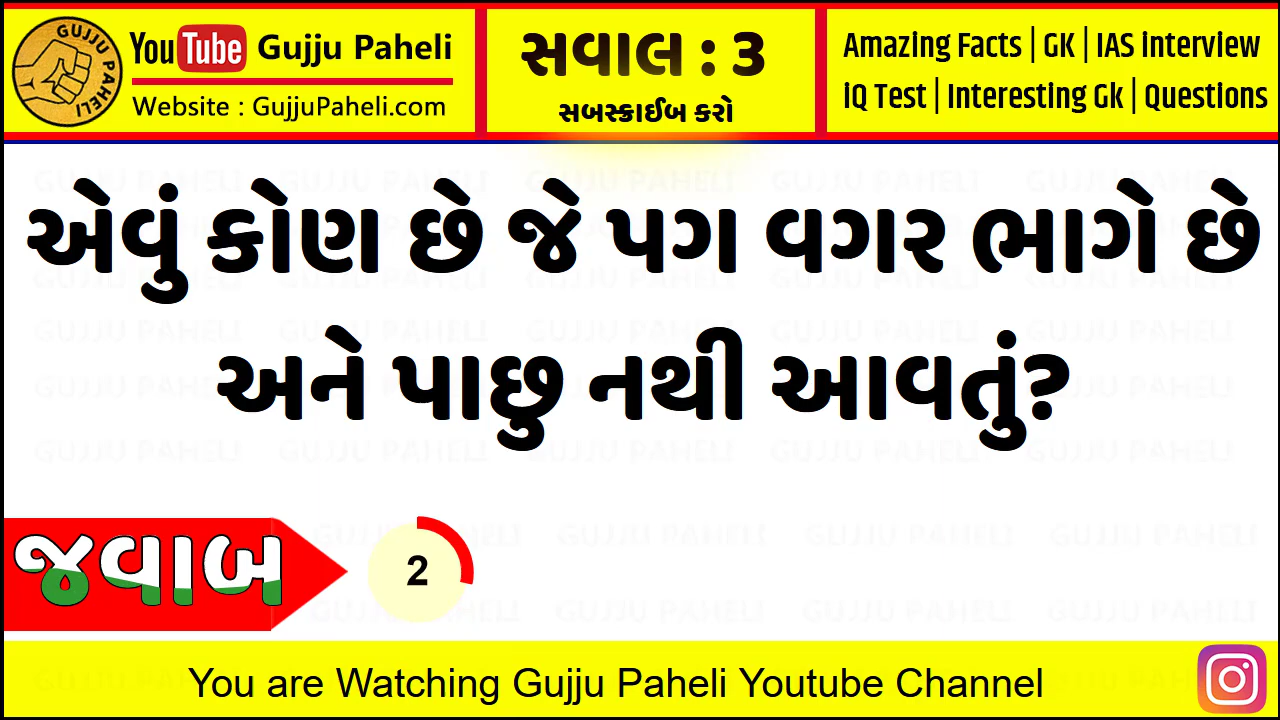 GUJJU PAHELI
YouTube Gujju Paheli
Website : GujjuPaheli.com
સવાલ : ૩
સબસ્ક્રાઈબ કરો
Amazing Facts | GK | IAS interview
iQ Test | Interesting Gk | Questions
એવું કોણ છે જે પગ વગર ભાગે છે
અને પાછુ નથી આવતું?
જવાબ
2
You are Watching Gujju Paheli Youtube Channel